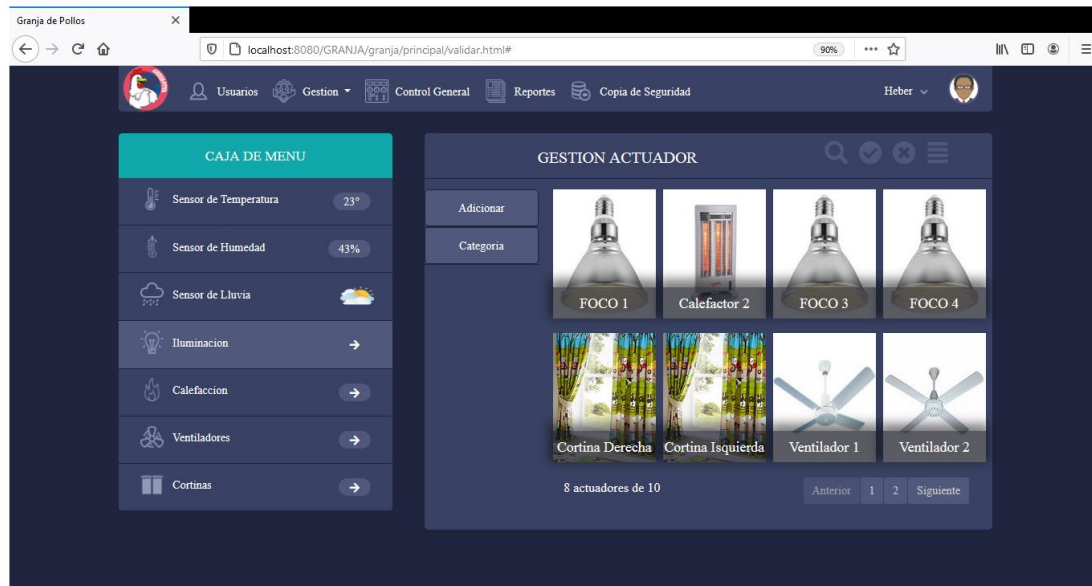 Granja de Pollos
localhost:8080/GRANJA/granja/principal/validar.html#
90%
Usuarios Gestion Control General Reportes Copia de Seguridad Heber
CAJA DE MENU
Sensor de Temperatura 23°
Sensor de Humedad 43%
Sensor de Lluvia
Iluminacion
Calefaccion
Ventiladores
Cortinas
GESTION ACTUADOR
Adicionar
Categoria
FOCO 1 Calefactor 2 FOCO 3 FOCO 4
Cortina Derecha Cortina Isquierda Ventilador 1 Ventilador 2
8 actuadores de 10
Anterior 1 2 Siguiente